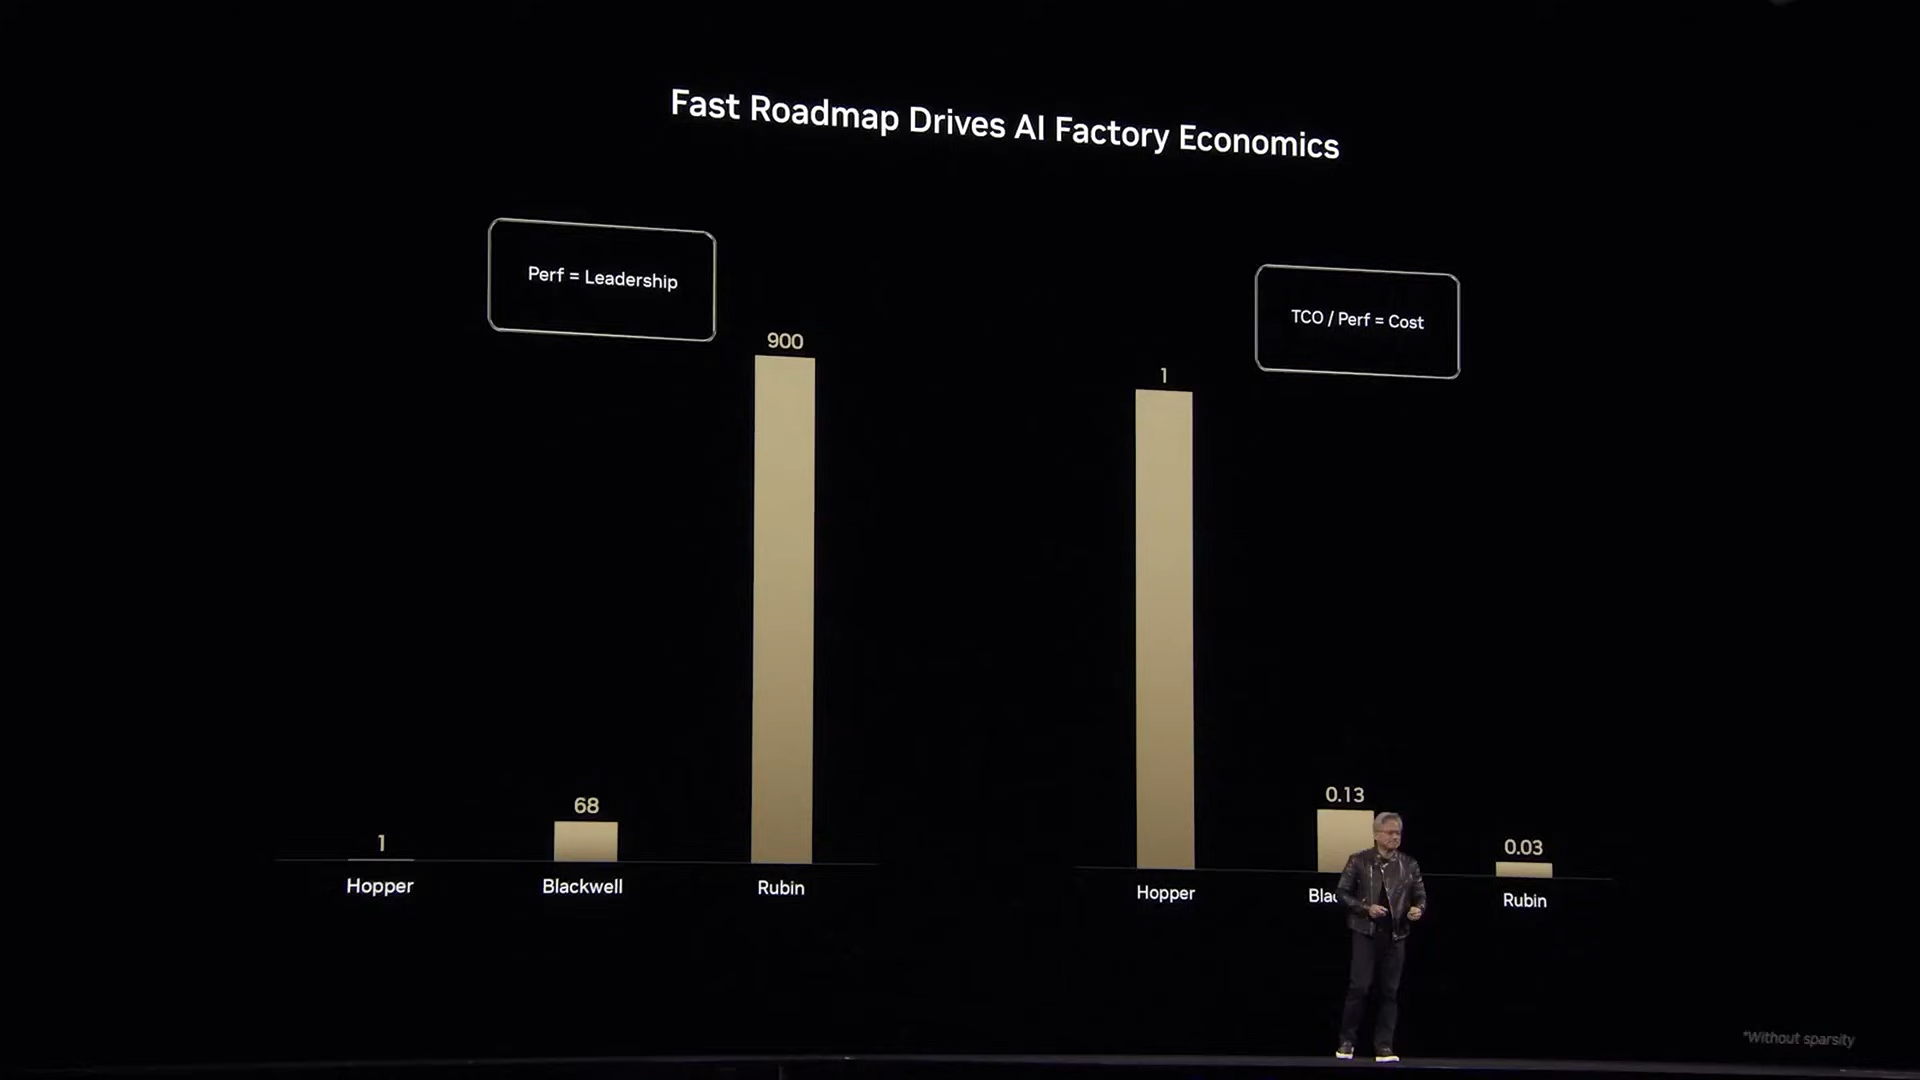 Fast Roadmap Drives AI Factory Economics
Perf = Leadership
900
68
1
Hopper
Blackwell
Rubin
TCO / Perf = Cost
1
0.13
0.03
Hopper
Blac
Rubin
*Without sparsity